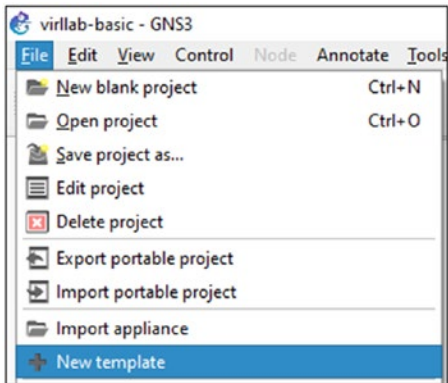 virllab-basic - GNS3
File Edit View Control Node Annotate Tools
New blank project Ctrl+N
Open project Ctrl+O
Save project as...
Edit project
Delete project
Export portable project
Import portable project
Import appliance
New template